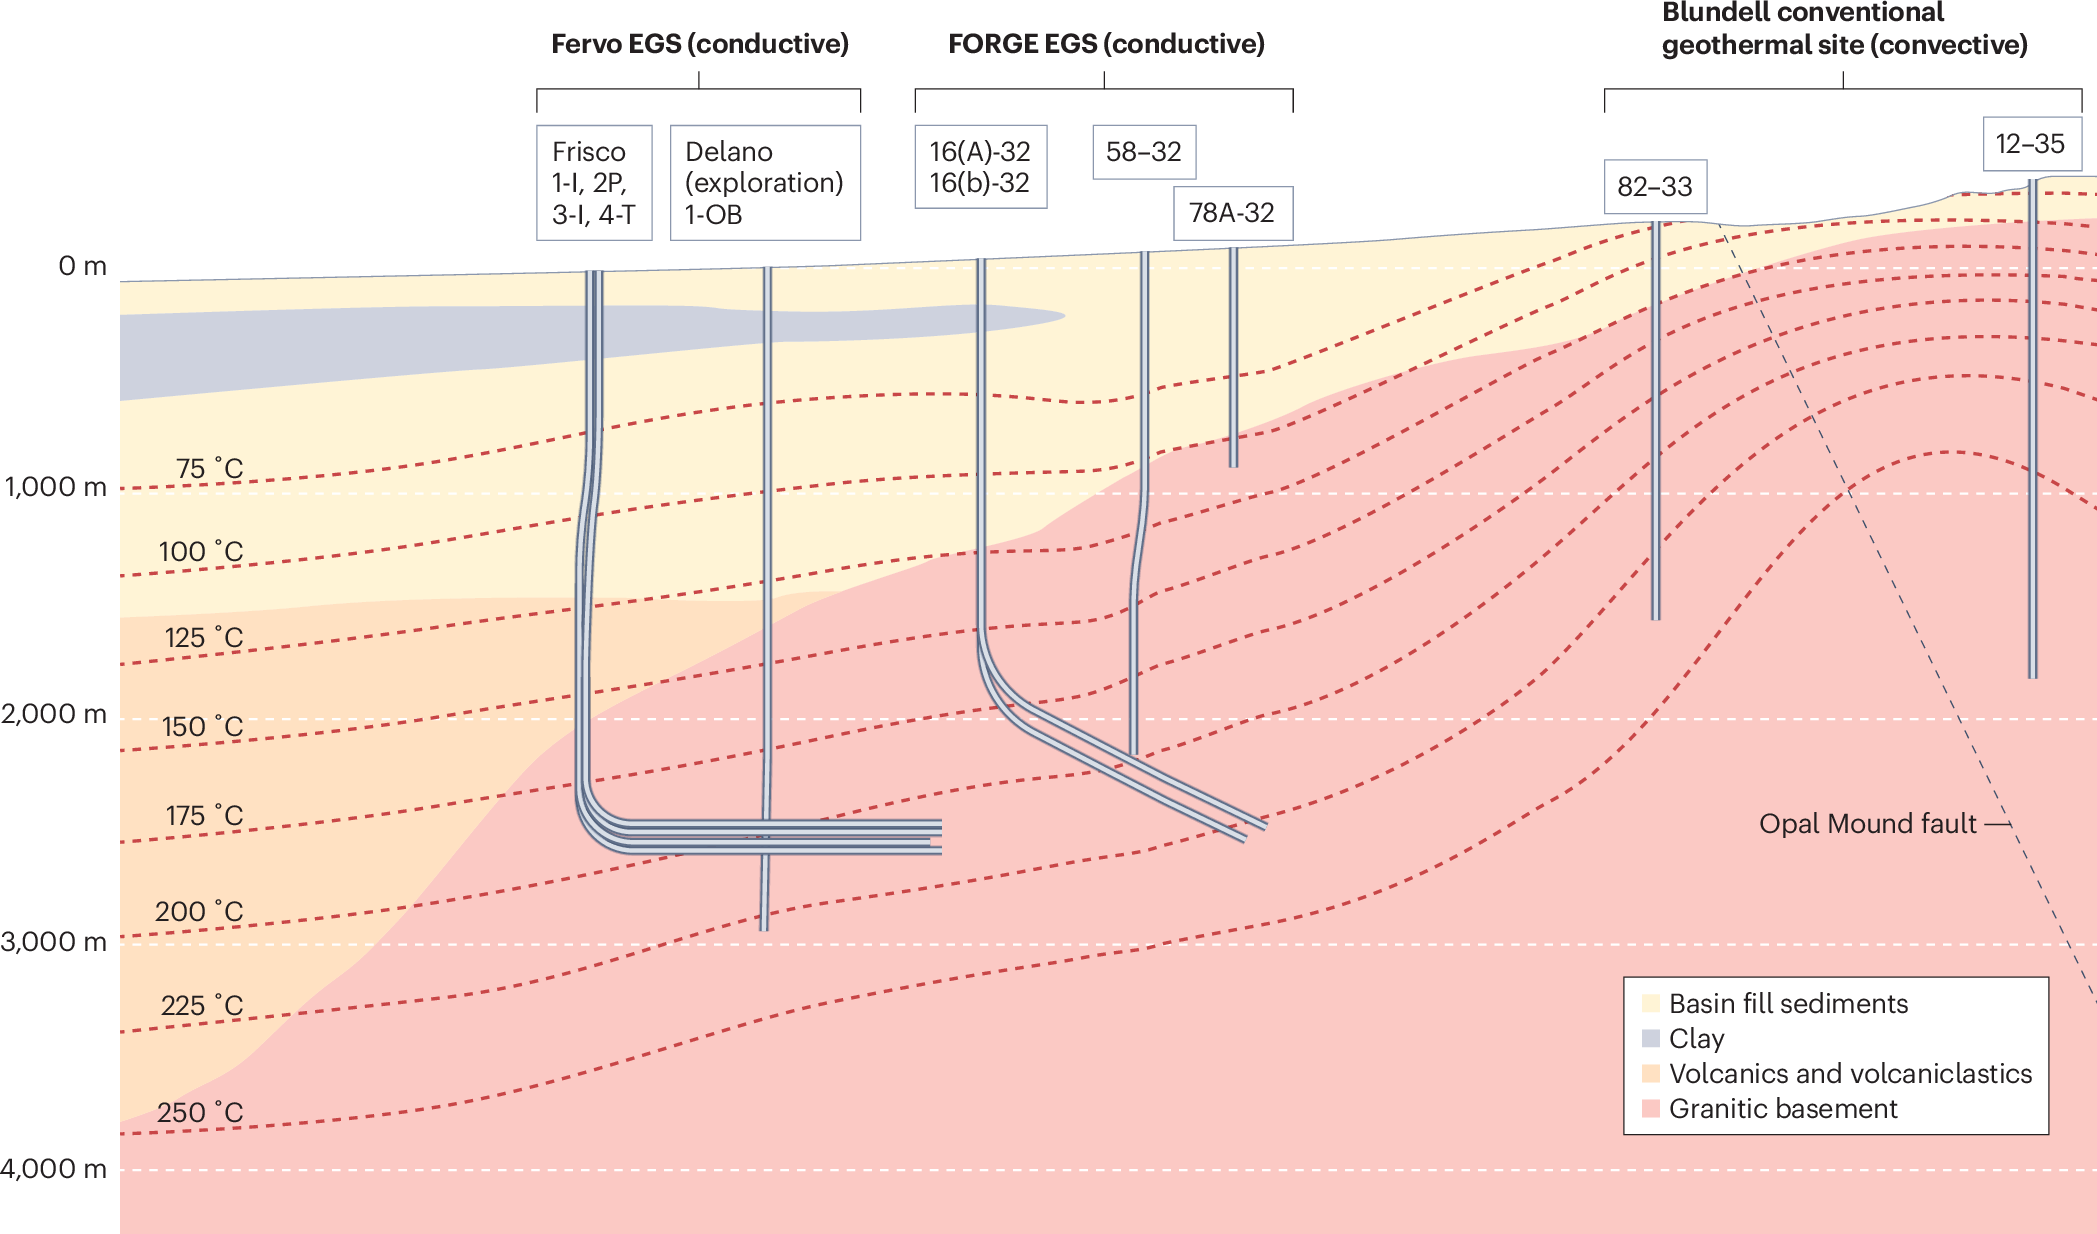 Fervo EGS (conductive)
FORGE EGS (conductive)
Blundell conventional
geothermal site (convective)
Frisco
1-I, 2P,
3-I, 4-T
Delano
(exploration)
1-OB
16(A)-32
16(b)-32
58–32
78A-32
82–33
12–35
0 m
1,000 m
2,000 m
3,000 m
4,000 m
75 ˚C
100 ˚C
125 ˚C
150 ˚C
175 ˚C
200 ˚C
225 ˚C
250 ˚C
Opal Mound fault
Basin fill sediments
Clay
Volcanics and volcaniclastics
Granitic basement